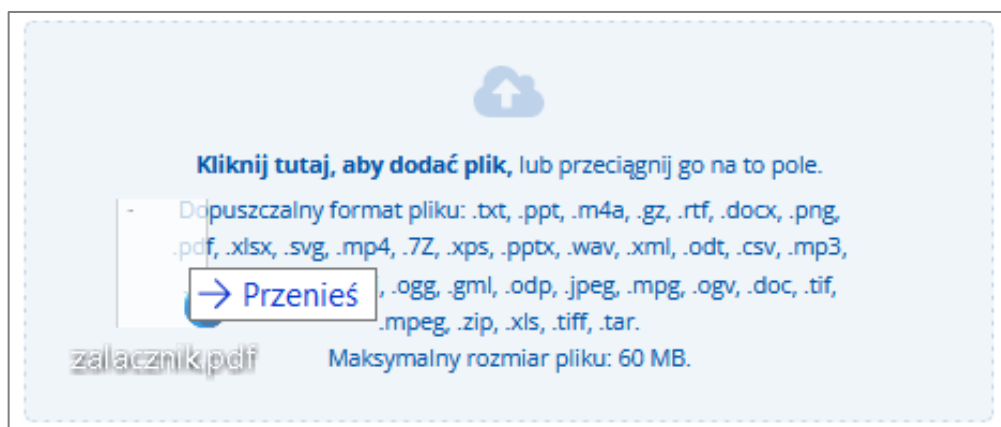 Kliknij tutaj, aby dodać plik, lub przeciągnij go na to pole.
Dopuszczalny format pliku: .txt, .ppt, .m4a, .gz, .rtf, .docx, .png,
.pdf, .xlsx, .svg, .mp4, .7Z, .xps, .pptx, .wav, .xml, .odt, .csv, .mp3,
→ Przenieś , .ogg, .gml, .odp, .jpeg, .mpg, .ogv, .doc, .tif,
.mpeg, .zip, .xls, .tiff, .tar.
zalacznik.pdf Maksymalny rozmiar pliku: 60 MB.